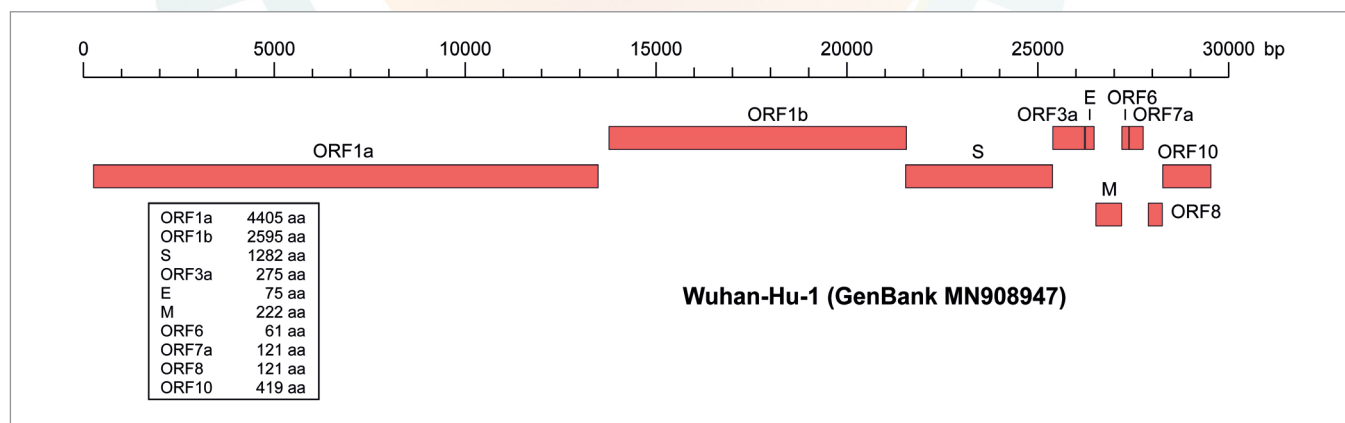 0 5000 10000 15000 20000 25000 30000 bp
E ORF6
ORF1b ORF3a ORF7a
ORF1a S ORF10
M
ORF8
ORF1a 4405 aa
ORF1b 2595 aa
S 1282 aa
ORF3a 275 aa
E 75 aa
M 222 aa
ORF6 61 aa
ORF7a 121 aa
ORF8 121 aa
ORF10 419 aa
Wuhan-Hu-1 (GenBank MN908947)